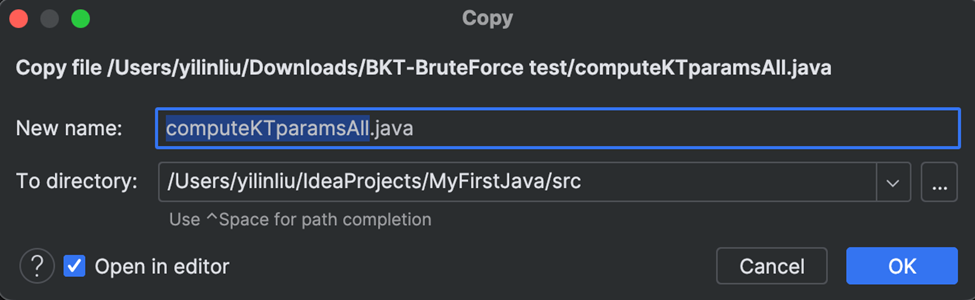 Copy
Copy file /Users/yilinliu/Downloads/BKT-BruteForce test/computeKTparamsAll.java
New name: computeKTparamsAll.java
To directory: /Users/yilinliu/IdeaProjects/MyFirstJava/src ...
Use ^Space for path completion
? Open in editor Cancel OK